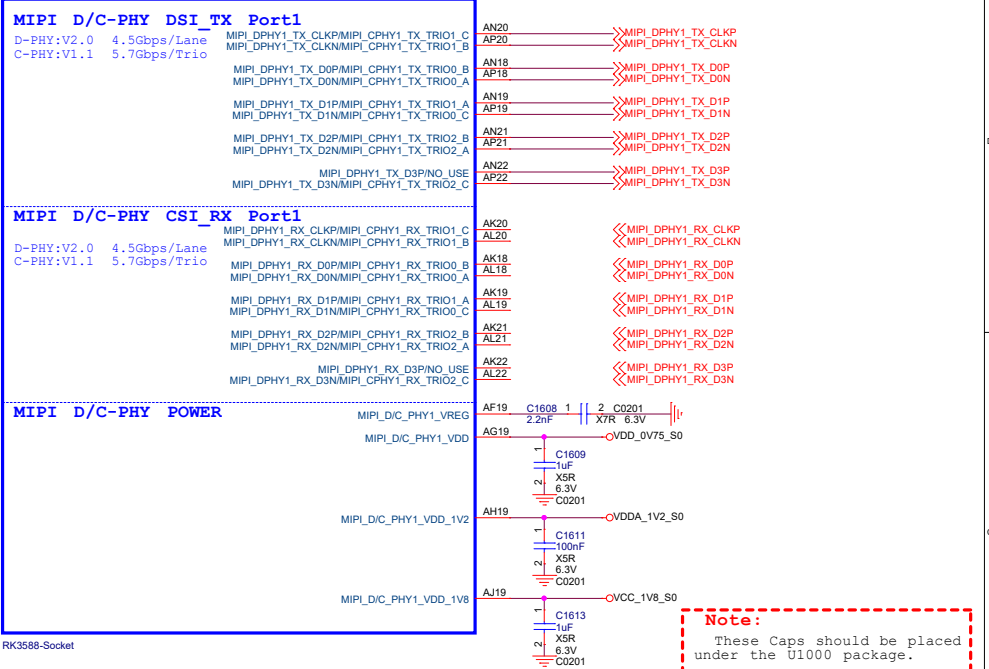 MIPI D/C-PHY DSI_TX Port1
D-PHY:V2.0 4.5Gbps/Lane
C-PHY:V1.1 5.7Gbps/Trio
MIPI_DPHY1_TX_CLKP/MIPI_CPHY1_TX_TRIO1_C AN20 MIPI_DPHY1_TX_CLKP
MIPI_DPHY1_TX_CLKN/MIPI_CPHY1_TX_TRIO1_B AP20 MIPI_DPHY1_TX_CLKN
MIPI_DPHY1_TX_D0P/MIPI_CPHY1_TX_TRIO0_B AN18 MIPI_DPHY1_TX_D0P
MIPI_DPHY1_TX_D0N/MIPI_CPHY1_TX_TRIO0_A AP18 MIPI_DPHY1_TX_D0N
MIPI_DPHY1_TX_D1P/MIPI_CPHY1_TX_TRIO1_A AN19 MIPI_DPHY1_TX_D1P
MIPI_DPHY1_TX_D1N/MIPI_CPHY1_TX_TRIO0_C AP19 MIPI_DPHY1_TX_D1N
MIPI_DPHY1_TX_D2P/MIPI_CPHY1_TX_TRIO2_B AN21 MIPI_DPHY1_TX_D2P
MIPI_DPHY1_TX_D2N/MIPI_CPHY1_TX_TRIO2_A AP21 MIPI_DPHY1_TX_D2N
MIPI_DPHY1_TX_D3P/NO_USE AN22 MIPI_DPHY1_TX_D3P
MIPI_DPHY1_TX_D3N/MIPI_CPHY1_TX_TRIO2_C AP22 MIPI_DPHY1_TX_D3N
MIPI D/C-PHY CSI_RX Port1
D-PHY:V2.0 4.5Gbps/Lane
C-PHY:V1.1 5.7Gbps/Trio
MIPI_DPHY1_RX_CLKP/MIPI_CPHY1_RX_TRIO1_C AK20 MIPI_DPHY1_RX_CLKP
MIPI_DPHY1_RX_CLKN/MIPI_CPHY1_RX_TRIO1_B AL20 MIPI_DPHY1_RX_CLKN
MIPI_DPHY1_RX_D0P/MIPI_CPHY1_RX_TRIO0_B AK18 MIPI_DPHY1_RX_D0P
MIPI_DPHY1_RX_D0N/MIPI_CPHY1_RX_TRIO0_A AL18 MIPI_DPHY1_RX_D0N
MIPI_DPHY1_RX_D1P/MIPI_CPHY1_RX_TRIO1_A AK19 MIPI_DPHY1_RX_D1P
MIPI_DPHY1_RX_D1N/MIPI_CPHY1_RX_TRIO0_C AL19 MIPI_DPHY1_RX_D1N
MIPI_DPHY1_RX_D2P/MIPI_CPHY1_RX_TRIO2_B AK21 MIPI_DPHY1_RX_D2P
MIPI_DPHY1_RX_D2N/MIPI_CPHY1_RX_TRIO2_A AL21 MIPI_DPHY1_RX_D2N
MIPI_DPHY1_RX_D3P/NO_USE AK22 MIPI_DPHY1_RX_D3P
MIPI_DPHY1_RX_D3N/MIPI_CPHY1_RX_TRIO2_C AL22 MIPI_DPHY1_RX_D3N
MIPI D/C-PHY POWER
MIPI_D/C_PHY1_VREG AF19 C1608 1 2 C0201
2.2nF X7R 6.3V
MIPI_D/C_PHY1_VDD AG19 VDD_0V75_S0
1 C1609
1uF
X5R
2 6.3V
C0201
MIPI_D/C_PHY1_VDD_1V2 AH19 VDDA_1V2_S0
1 C1611
100nF
X5R
2 6.3V
C0201
MIPI_D/C_PHY1_VDD_1V8 AJ19 VCC_1V8_S0
1 C1613
1uF
X5R
2 6.3V
C0201
RK3588-Socket
Note:
These Caps should be placed
under the U1000 package.